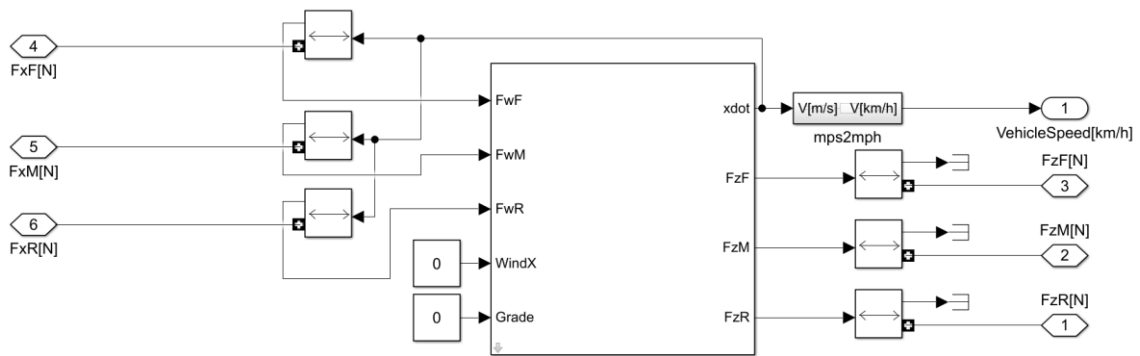 4
FxF[N]
5
FxM[N]
6
FxR[N]
FwF
FwM
FwR
0
WindX
0
Grade
xdot
FzF
FzM
FzR
V[m/s] V[km/h]
mps2mph
1
VehicleSpeed[km/h]
FzF[N]
3
FzM[N]
2
FzR[N]
1